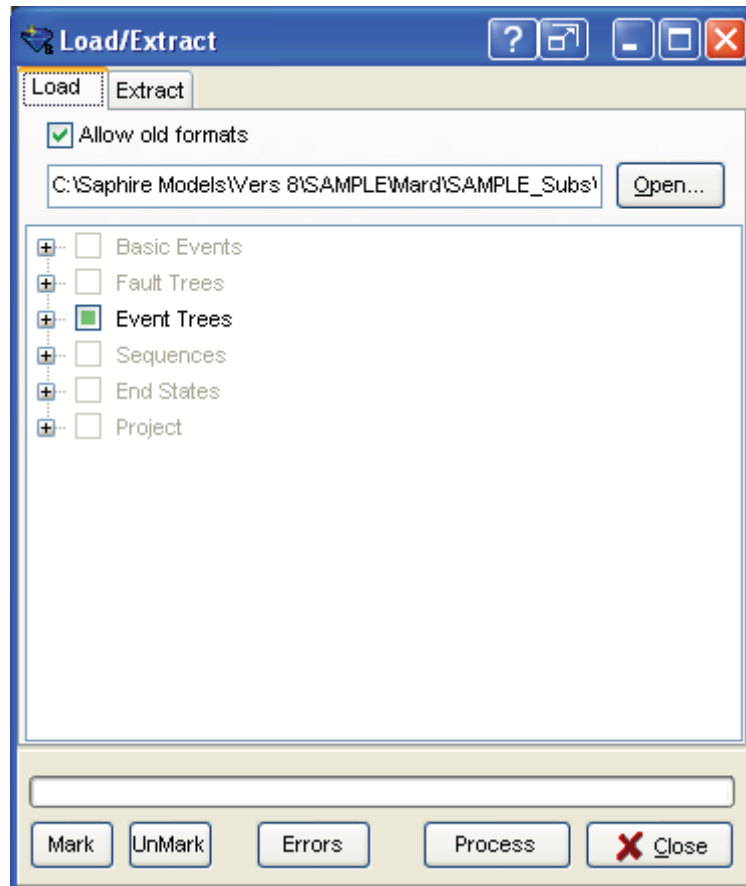 Load/Extract
Load Extract
Allow old formats
C:\Saphire Models\Vers 8\SAMPLE\Mard\SAMPLE_Subs\ Open...
Basic Events
Fault Trees
Event Trees
Sequences
End States
Project
Mark UnMark Errors Process Close